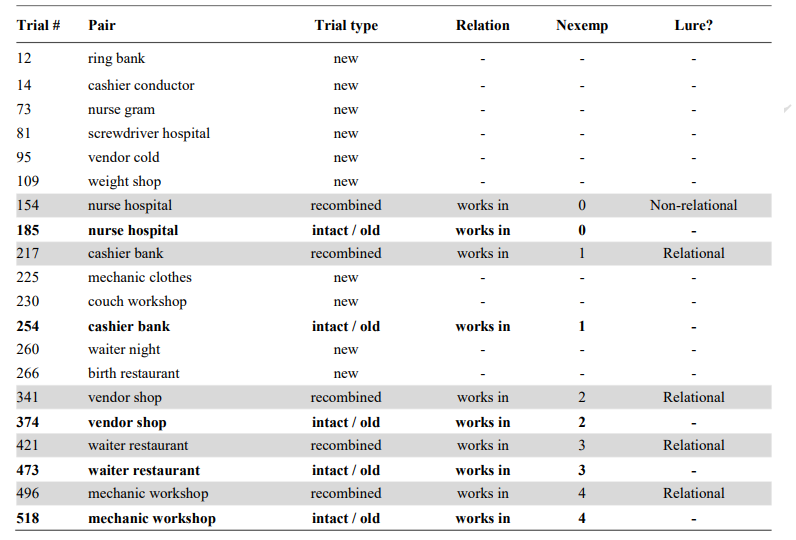 Trial # Pair Trial type Relation Nexemp Lure?
12 ring bank new - - -
14 cashier conductor new - - -
73 nurse gram new - - -
81 screwdriver hospital new - - -
95 vendor cold new - - -
109 weight shop new - - -
154 nurse hospital recombined works in 0 Non-relational
185 nurse hospital intact / old works in 0 -
217 cashier bank recombined works in 1 Relational
225 mechanic clothes new - - -
230 couch workshop new - - -
254 cashier bank intact / old works in 1 -
260 waiter night new - - -
266 birth restaurant new - - -
341 vendor shop recombined works in 2 Relational
374 vendor shop intact / old works in 2 -
421 waiter restaurant recombined works in 3 Relational
473 waiter restaurant intact / old works in 3 -
496 mechanic workshop recombined works in 4 Relational
518 mechanic workshop intact / old works in 4 -